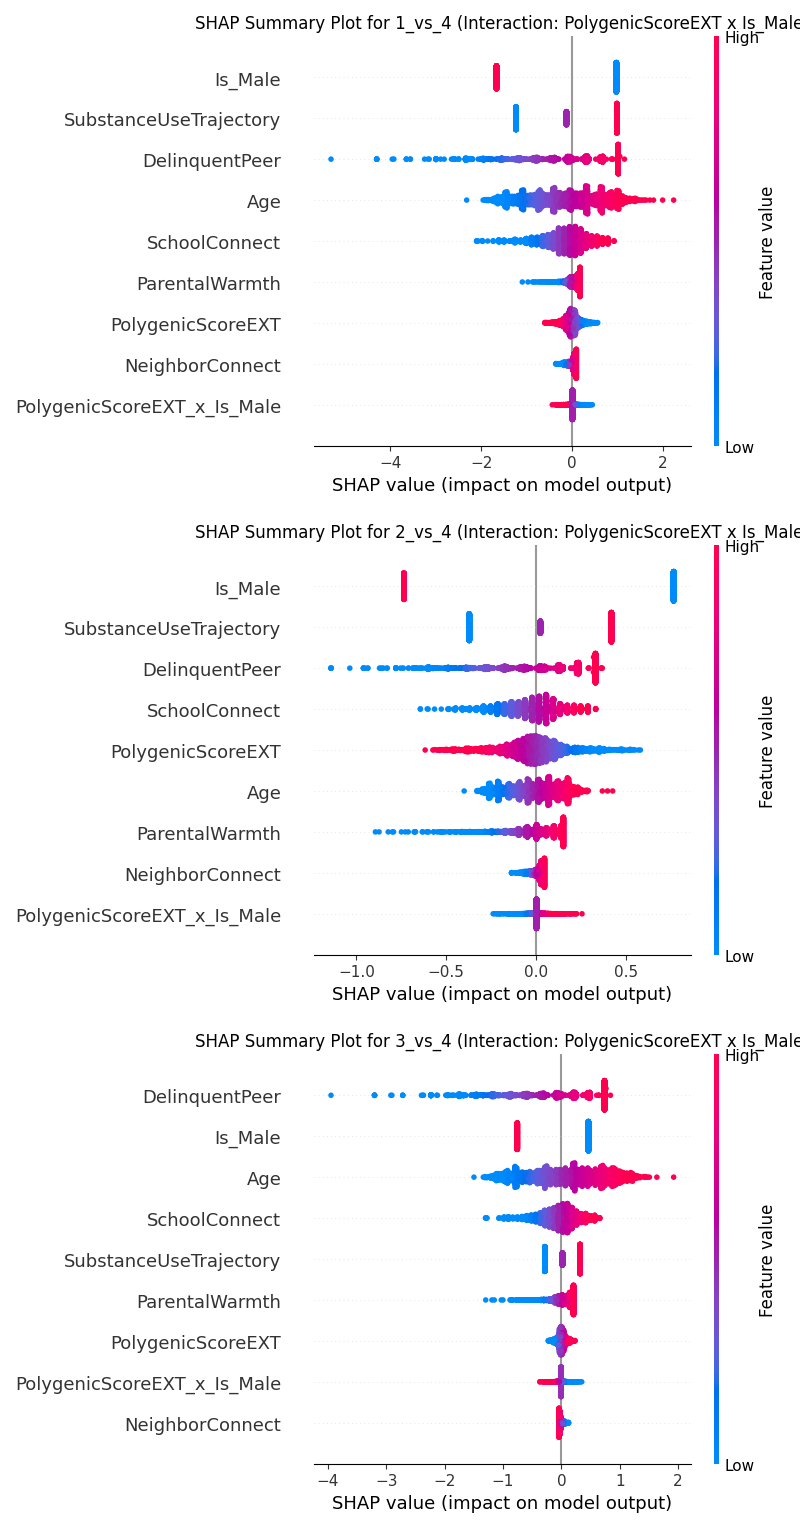 SHAP Summary Plot for 1_vs_4 (Interaction: PolygenicScoreEXT x Is_Male
High
Is_Male
SubstanceUseTrajectory
DelinquentPeer
Age
SchoolConnect
ParentalWarmth
PolygenicScoreEXT
NeighborConnect
PolygenicScoreEXT_x_Is_Male
Feature value
Low
−4 −2 0 2
SHAP value (impact on model output)
SHAP Summary Plot for 2_vs_4 (Interaction: PolygenicScoreEXT x Is_Male
High
Is_Male
SubstanceUseTrajectory
DelinquentPeer
SchoolConnect
PolygenicScoreEXT
Age
ParentalWarmth
NeighborConnect
PolygenicScoreEXT_x_Is_Male
Feature value
Low
−1.0 −0.5 0.0 0.5
SHAP value (impact on model output)
SHAP Summary Plot for 3_vs_4 (Interaction: PolygenicScoreEXT x Is_Male
High
DelinquentPeer
Is_Male
Age
SchoolConnect
SubstanceUseTrajectory
ParentalWarmth
PolygenicScoreEXT
PolygenicScoreEXT_x_Is_Male
NeighborConnect
Feature value
Low
−4 −3 −2 −1 0 1 2
SHAP value (impact on model output)